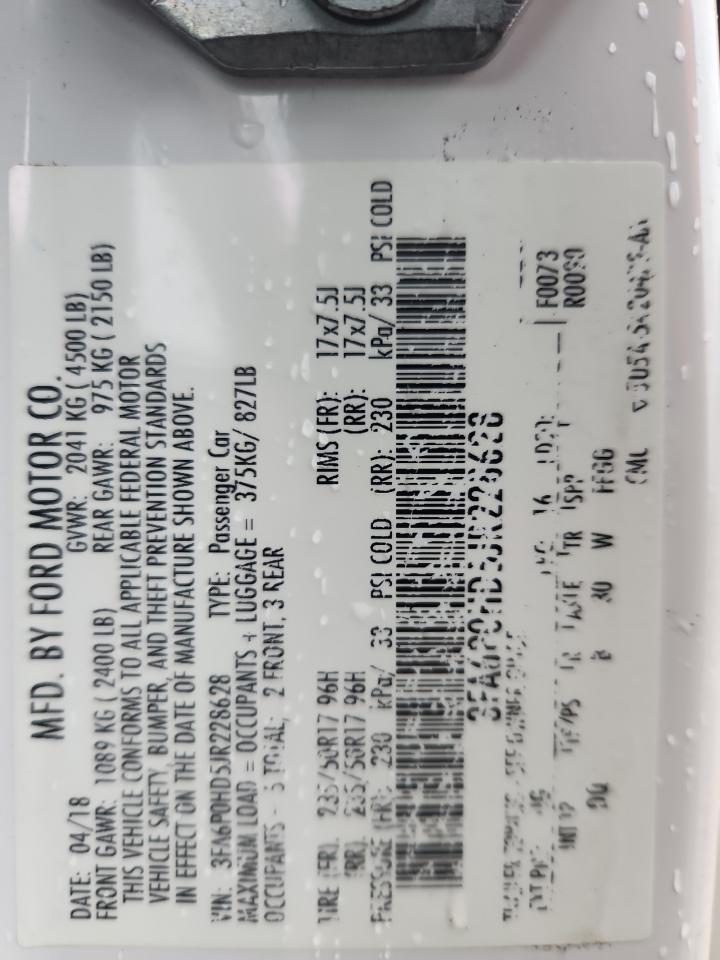 MFD. BY FORD MOTOR CO.
DATE: 04/18 GVWR: 2041 KG ( 4500 LB)
FRONT GAWR: 1089 KG ( 2400 LB) REAR GAWR: 975 KG ( 2150 LB)
THIS VEHICLE CONFORMS TO ALL APPLICABLE FEDERAL MOTOR
VEHICLE SAFETY, BUMPER, AND THEFT PREVENTION STANDARDS
IN EFFECT ON THE DATE OF MANUFACTURE SHOWN ABOVE.
VIN: 3FA6P0HD5JR228628 TYPE: Passenger Car
MAXIMUM LOAD = OCCUPANTS + LUGGAGE = 375KG/ 827LB
OCCUPANTS - 5 TOTAL; 2 FRONT, 3 REAR
TIRE (FR). 235/50R17 96H RIMS (FR): 17x7.5J
(RR). 235/50R17 96H (RR): 17x7.5J
PRESSURE (FR): 230 kPa/ 33 PSI COLD (RR): 230 kPa/ 33 PSI COLD
3FA6P0HD5JR228628
F0073
R0090
TR
30 W